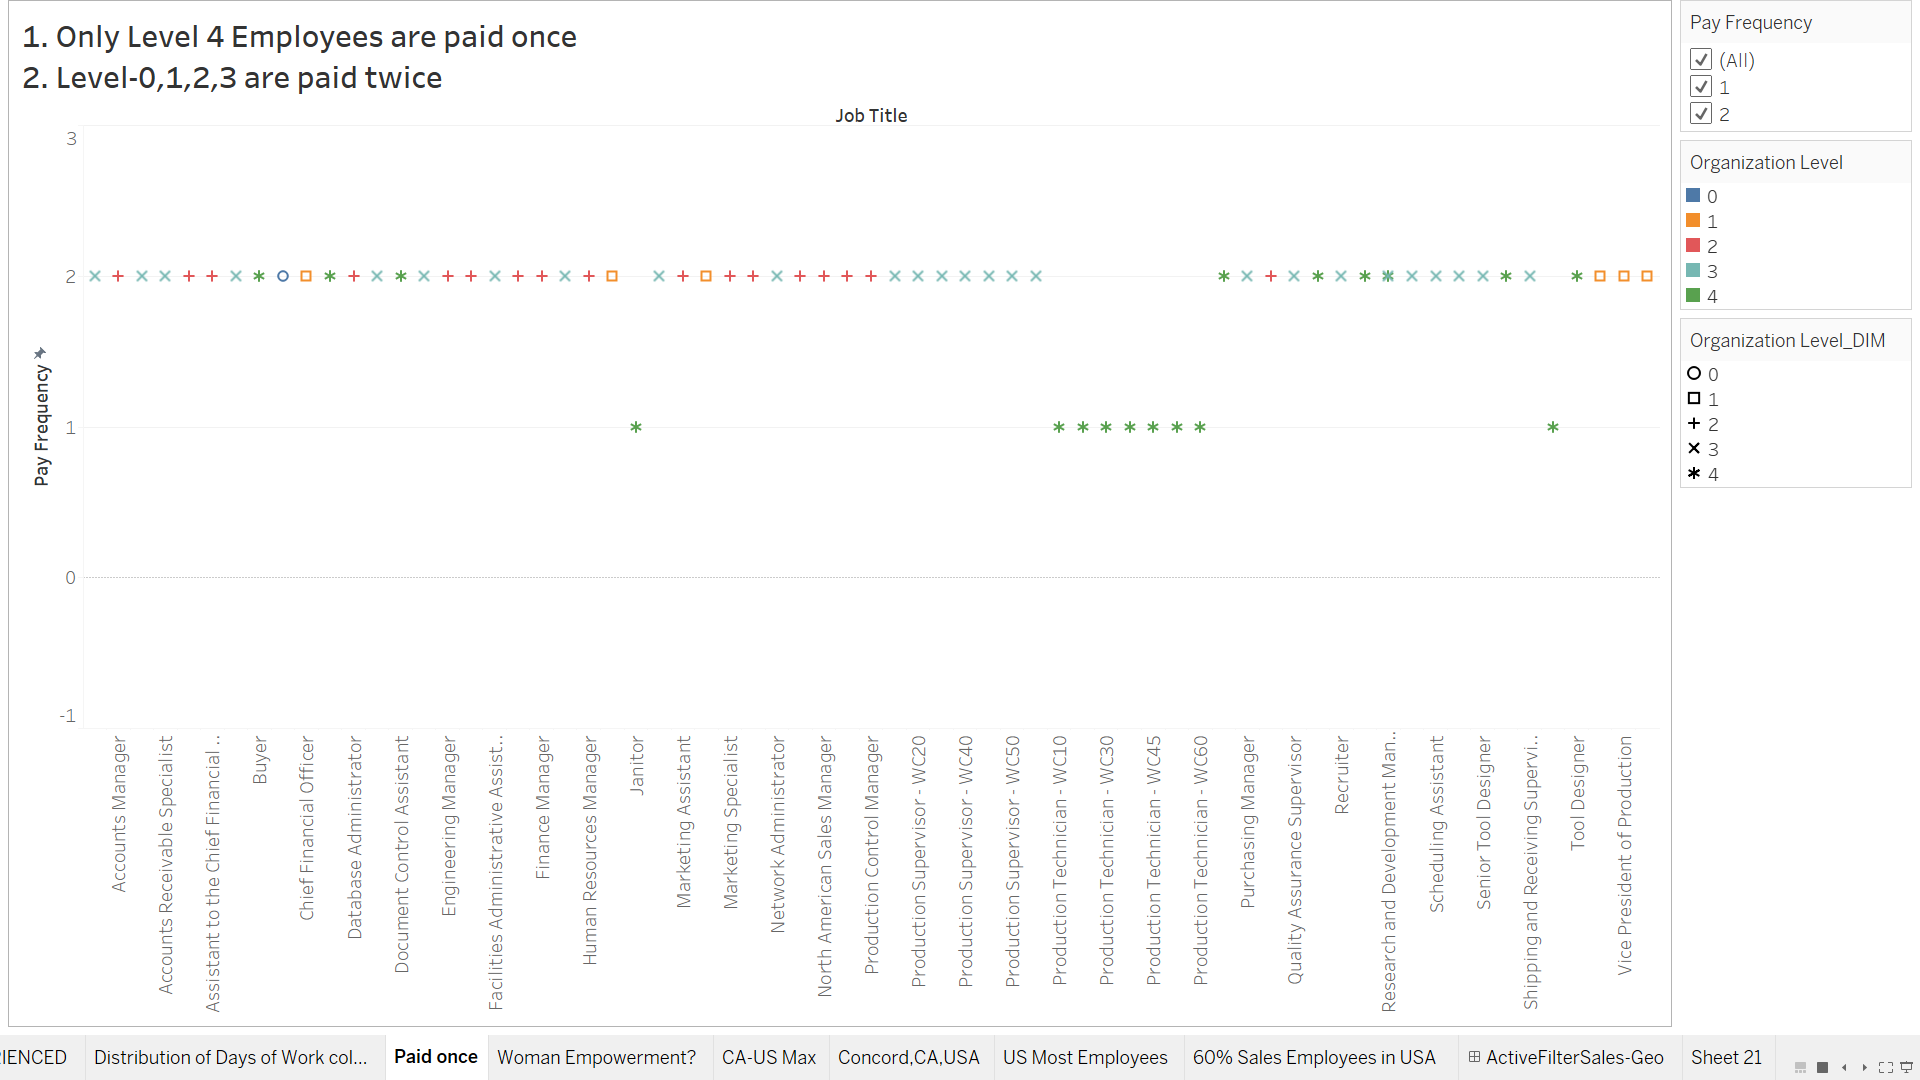 1. Only Level 4 Employees are paid once
2. Level-0,1,2,3 are paid twice
Job Title
3
2
1
0
-1
Pay Frequency
Accounts Manager
Accounts Receivable Specialist
Assistant to the Chief Financial ..
Buyer
Chief Financial Officer
Database Administrator
Document Control Assistant
Engineering Manager
Facilities Administrative Assist..
Finance Manager
Human Resources Manager
Janitor
Marketing Assistant
Marketing Specialist
Network Administrator
North American Sales Manager
Production Control Manager
Production Supervisor - WC20
Production Supervisor - WC40
Production Supervisor - WC50
Production Technician - WC10
Production Technician - WC30
Production Technician - WC45
Production Technician - WC60
Purchasing Manager
Quality Assurance Supervisor
Recruiter
Research and Development Man..
Scheduling Assistant
Senior Tool Designer
Shipping and Receiving Supervi..
Tool Designer
Vice President of Production
Pay Frequency
(All)
1
2
Organization Level
0
1
2
3
4
Organization Level_DIM
0
1
2
3
4
RIENCED
Distribution of Days of Work col...
Paid once
Woman Empowerment?
CA-US Max
Concord,CA,USA
US Most Employees
60% Sales Employees in USA
ActiveFilterSales-Geo
Sheet 21